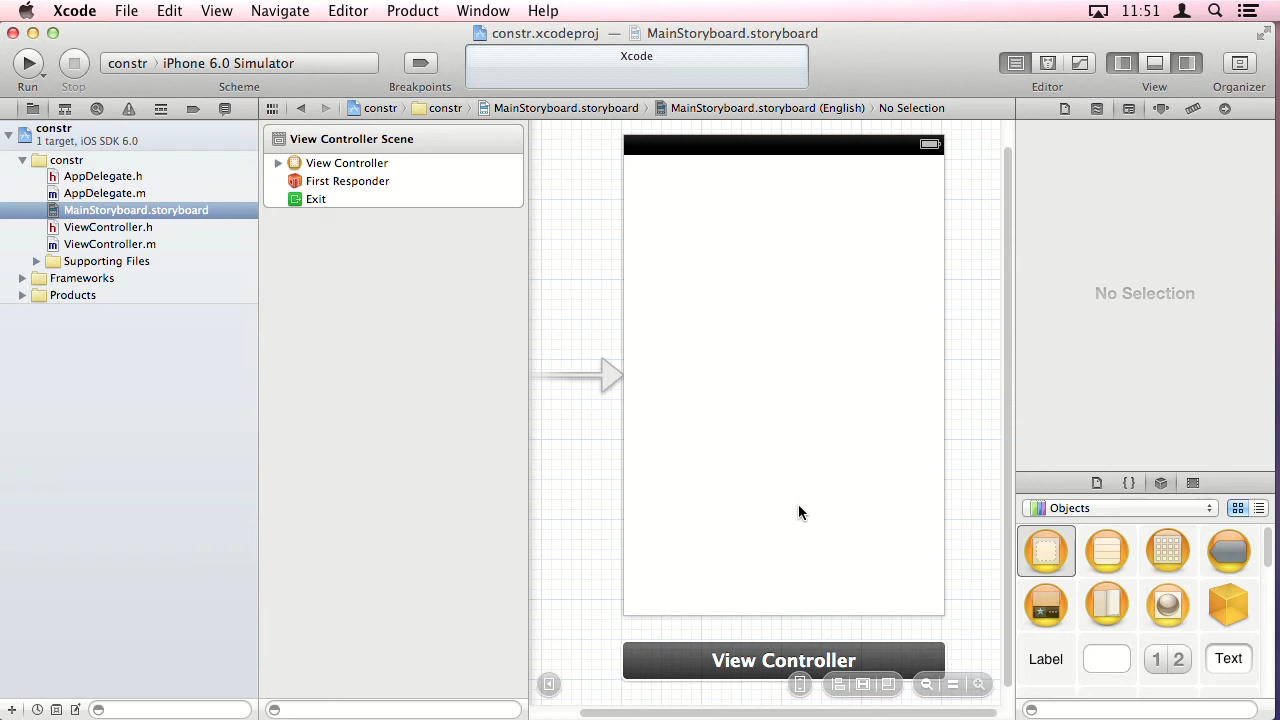 Xcode File Edit View Navigate Editor Product Window Help 11:51
constr.xcodeproj — MainStoryboard.storyboard
constr iPhone 6.0 Simulator
Xcode
Run Stop Scheme Breakpoints Editor View Organizer
constr constr MainStoryboard.storyboard MainStoryboard.storyboard (English) No Selection
constr
1 target, iOS SDK 6.0
constr
AppDelegate.h
AppDelegate.m
MainStoryboard.storyboard
ViewController.h
ViewController.m
Supporting Files
Frameworks
Products
View Controller Scene
View Controller
First Responder
Exit
View Controller
No Selection
Objects
Label 1 2 Text